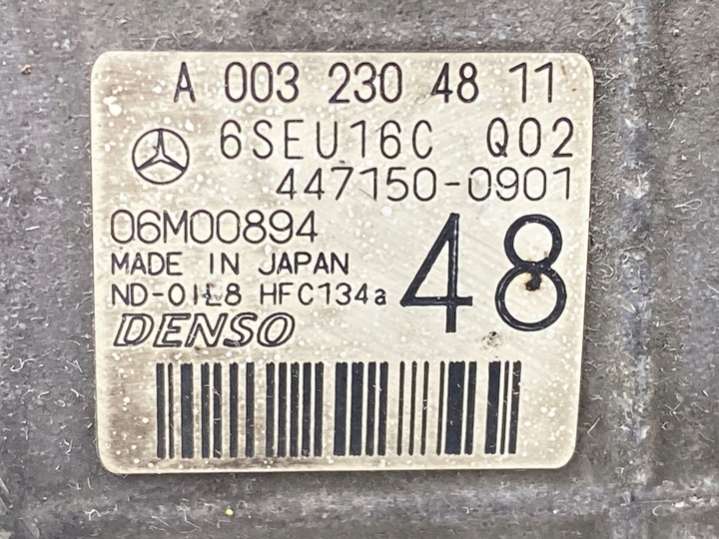 A 003 230 48 11
6SEU16C Q02
447150-0901
06M00894
MADE IN JAPAN
ND-OIL8 HFC134a
48
DENSO